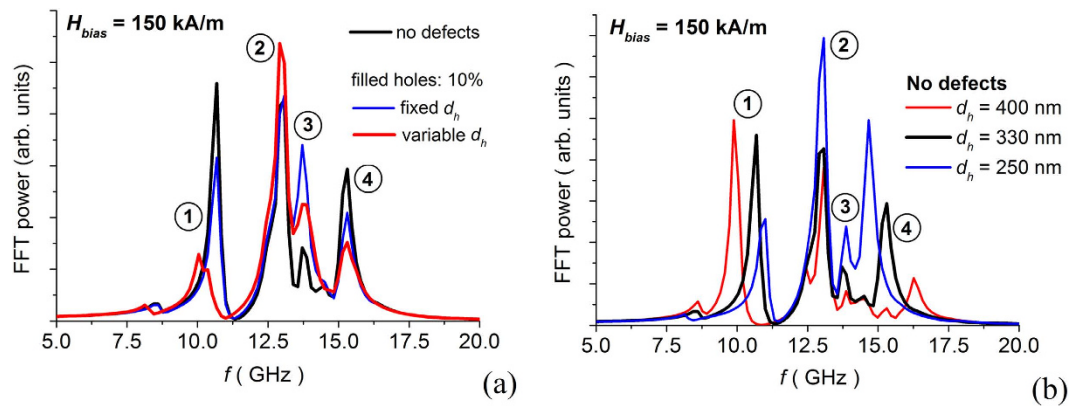 H_bias = 150 kA/m
no defects
filled holes: 10%
fixed d_h
variable d_h
1
2
3
4
FFT power (arb. units)
5.0 7.5 10.0 12.5 15.0 17.5 20.0
f ( GHz )
(a)
H_bias = 150 kA/m
No defects
d_h = 400 nm
d_h = 330 nm
d_h = 250 nm
1
2
3
4
FFT power ( arb. units)
5.0 7.5 10.0 12.5 15.0 17.5 20.0
f ( GHz )
(b)